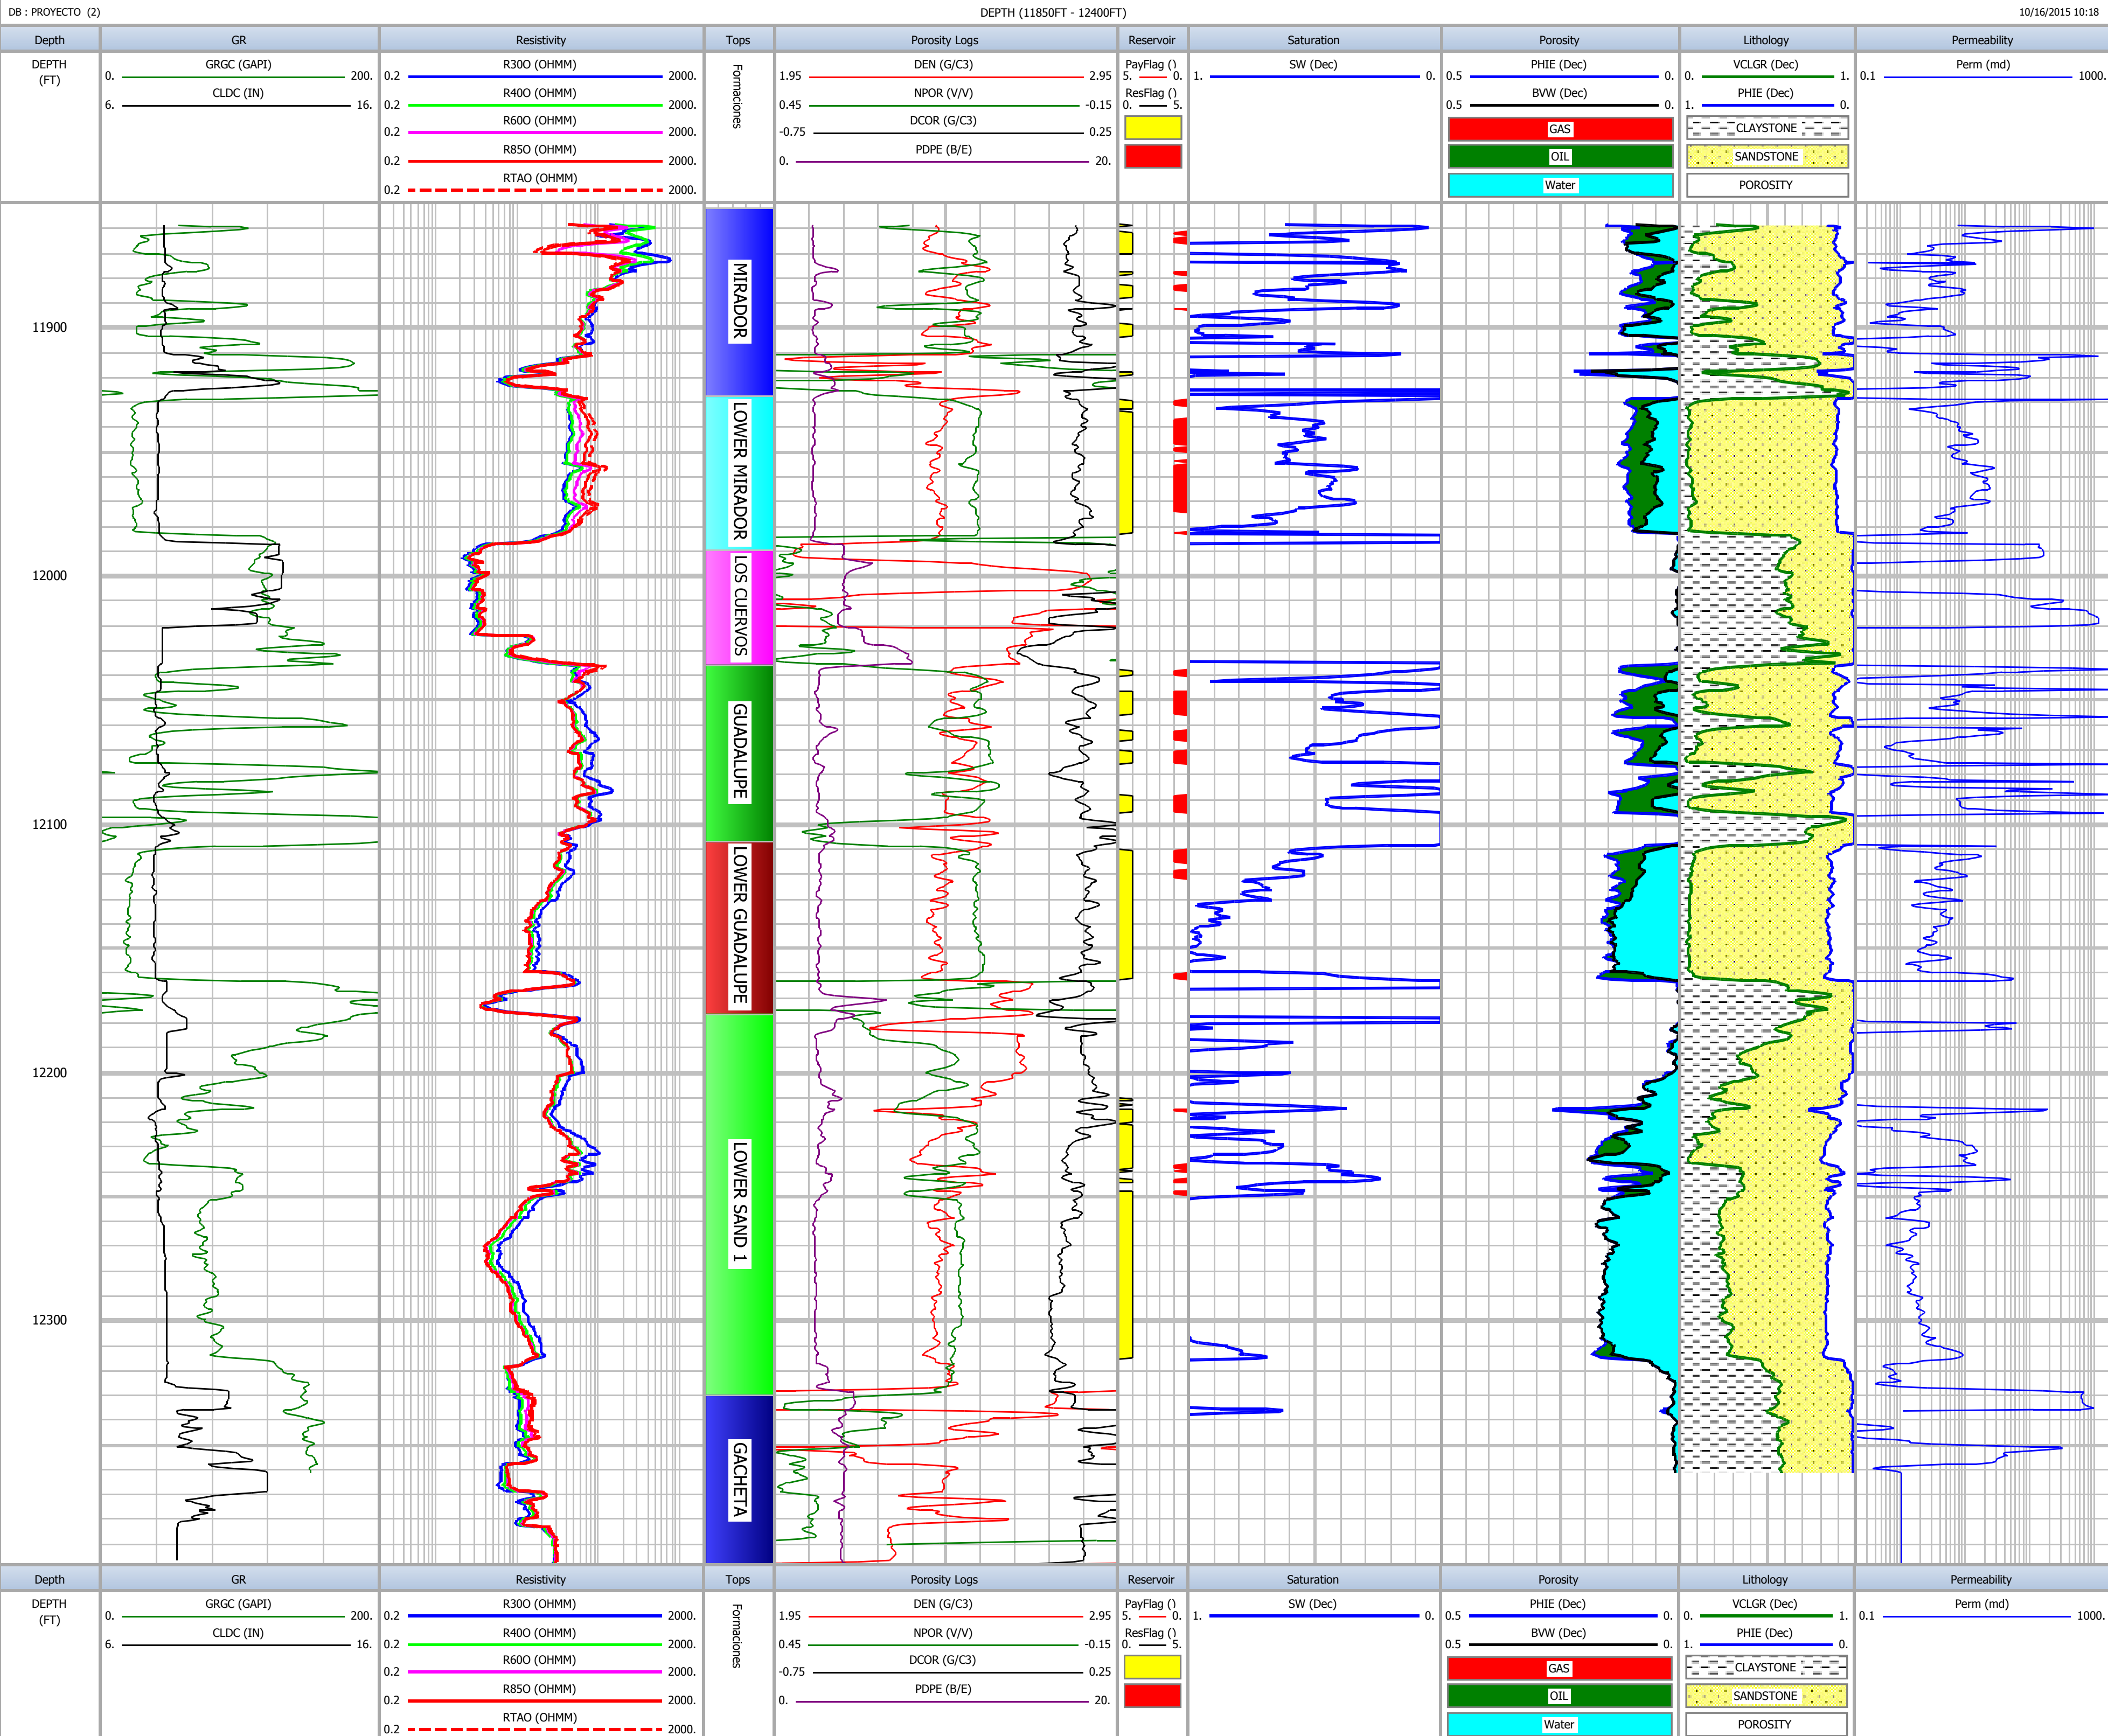 DB : PROYECTO (2) DEPTH (11850FT - 12400FT) 10/16/2015 10:18
Depth GR Resistivity Tops Porosity Logs Reservoir Saturation Porosity Lithology Permeability
DEPTH
(FT)
GRGC (GAPI)
0. 200.
CLDC (IN)
6. 16.
R30O (OHMM)
0.2 2000.
R40O (OHMM)
0.2 2000.
R60O (OHMM)
0.2 2000.
R85O (OHMM)
0.2 2000.
RTAO (OHMM)
0.2 2000.
Formaciones
DEN (G/C3)
1.95 2.95
NPOR (V/V)
0.45 -0.15
DCOR (G/C3)
-0.75 0.25
PDPE (B/E)
0. 20.
PayFlag ()
5. 0.
ResFlag ()
0. 5.
SW (Dec)
1. 0.
PHIE (Dec)
0.5 0.
BVW (Dec)
0.5 0.
GAS
OIL
Water
VCLGR (Dec)
0. 1.
PHIE (Dec)
1. 0.
CLAYSTONE
SANDSTONE
POROSITY
Perm (md)
0.1 1000.
MIRADOR
11900
LOWER MIRADOR
LOS CUERVOS
12000
GUADALUPE
12100
LOWER GUADALUPE
LOWER SAND 1
12200
12300
GACHETA
Depth GR Resistivity Tops Porosity Logs Reservoir Saturation Porosity Lithology Permeability
DEPTH
(FT)
GRGC (GAPI)
0. 200.
CLDC (IN)
6. 16.
R30O (OHMM)
0.2 2000.
R40O (OHMM)
0.2 2000.
R60O (OHMM)
0.2 2000.
R85O (OHMM)
0.2 2000.
RTAO (OHMM)
0.2 2000.
Formaciones
DEN (G/C3)
1.95 2.95
NPOR (V/V)
0.45 -0.15
DCOR (G/C3)
-0.75 0.25
PDPE (B/E)
0. 20.
PayFlag ()
5. 0.
ResFlag ()
0. 5.
SW (Dec)
1. 0.
PHIE (Dec)
0.5 0.
BVW (Dec)
0.5 0.
GAS
OIL
Water
VCLGR (Dec)
0. 1.
PHIE (Dec)
1. 0.
CLAYSTONE
SANDSTONE
POROSITY
Perm (md)
0.1 1000.